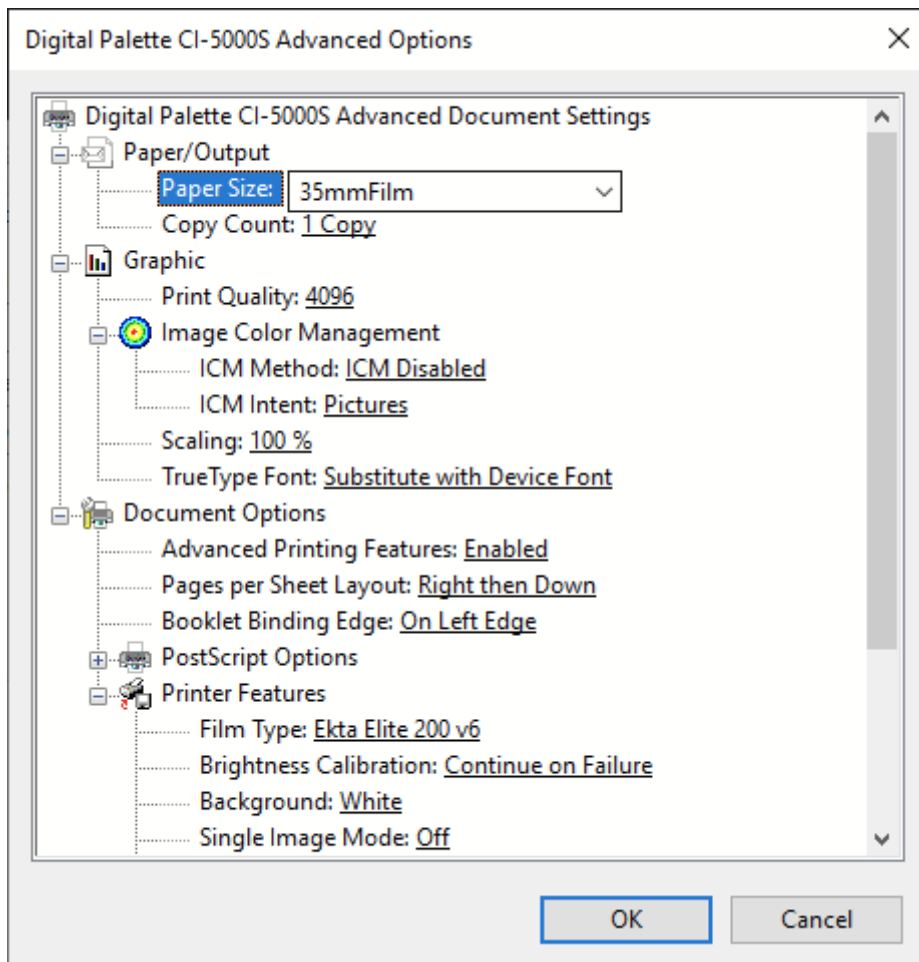 Digital Palette CI-5000S Advanced Options
Digital Palette CI-5000S Advanced Document Settings
Paper/Output
Paper Size: 35mmFilm
Copy Count: 1 Copy
Graphic
Print Quality: 4096
Image Color Management
ICM Method: ICM Disabled
ICM Intent: Pictures
Scaling: 100 %
TrueType Font: Substitute with Device Font
Document Options
Advanced Printing Features: Enabled
Pages per Sheet Layout: Right then Down
Booklet Binding Edge: On Left Edge
PostScript Options
Printer Features
Film Type: Ekta Elite 200 v6
Brightness Calibration: Continue on Failure
Background: White
Single Image Mode: Off
OK Cancel